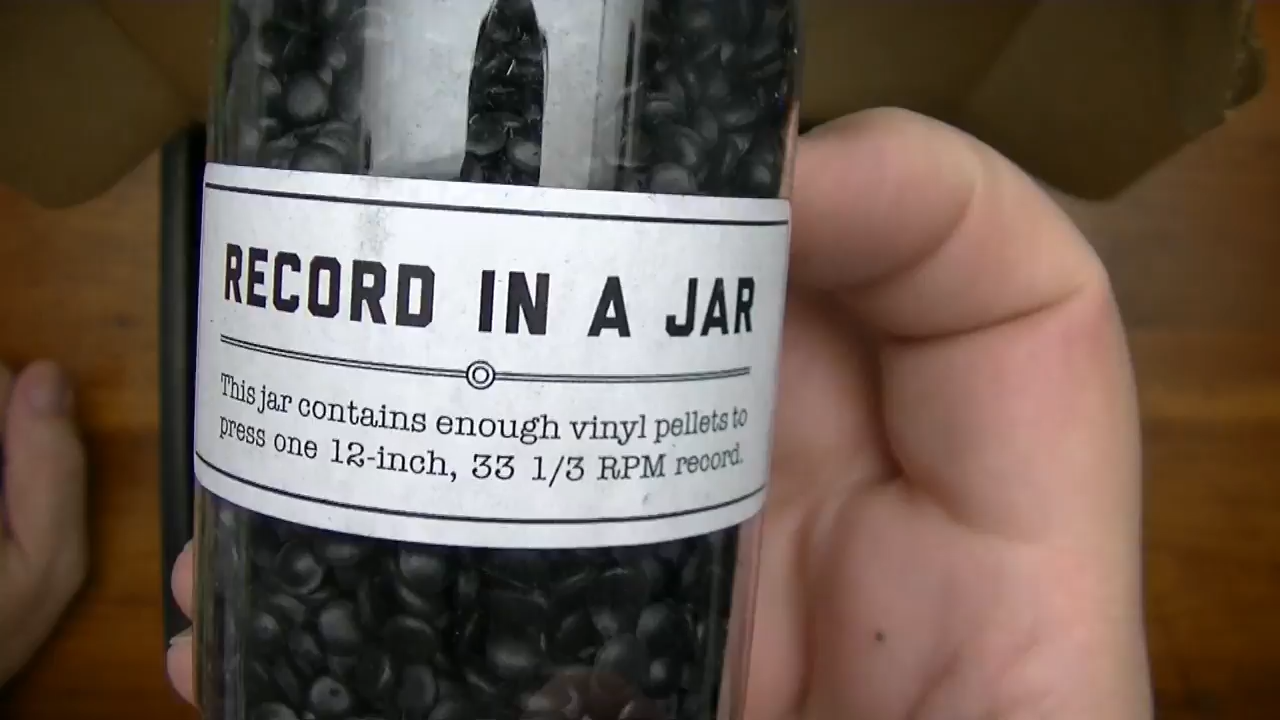 RECORD IN A JAR
This jar contains enough vinyl pellets to
press one 12-inch, 33 1/3 RPM record.